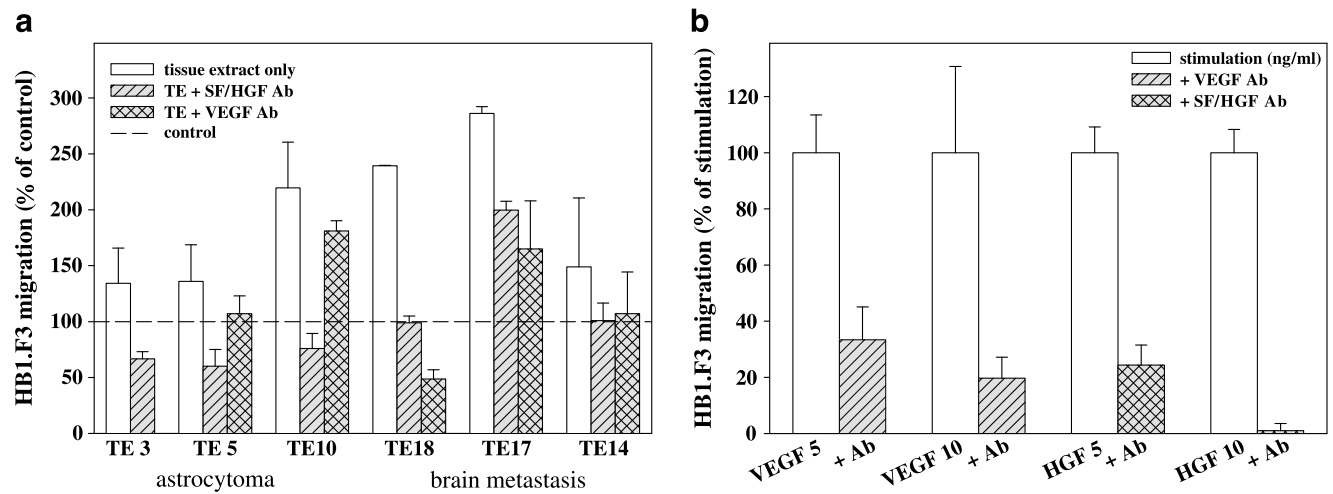 a
HB1.F3 migration (% of control)
300
250
200
150
100
50
0
tissue extract only
TE + SF/HGF Ab
TE + VEGF Ab
control
TE 3 TE 5 TE10 TE18 TE17 TE14
astrocytoma brain metastasis
b
HB1.F3 migration (% of stimulation)
120
100
80
60
40
20
0
stimulation (ng/ml)
+ VEGF Ab
+ SF/HGF Ab
VEGF 5 + Ab VEGF 10 + Ab HGF 5 + Ab HGF 10 + Ab